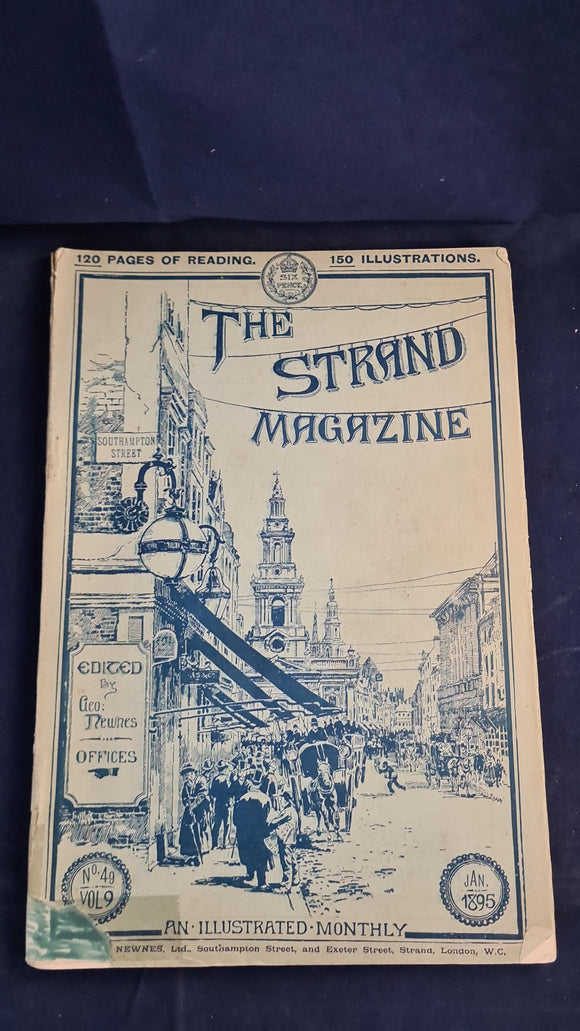 120 PAGES OF READING. 150 ILLUSTRATIONS.
SIX
PENCE
THE
STRAND
MAGAZINE
SOUTHAMPTON
STREET
EDITED
By
Geo:
Newnes
OFFICES
No. 49
VOL 9
JAN.
1895
AN·ILLUSTRATED·MONTHLY
NEWNES, Ltd., Southampton Street, and Exeter Street, Strand, London, W.C.